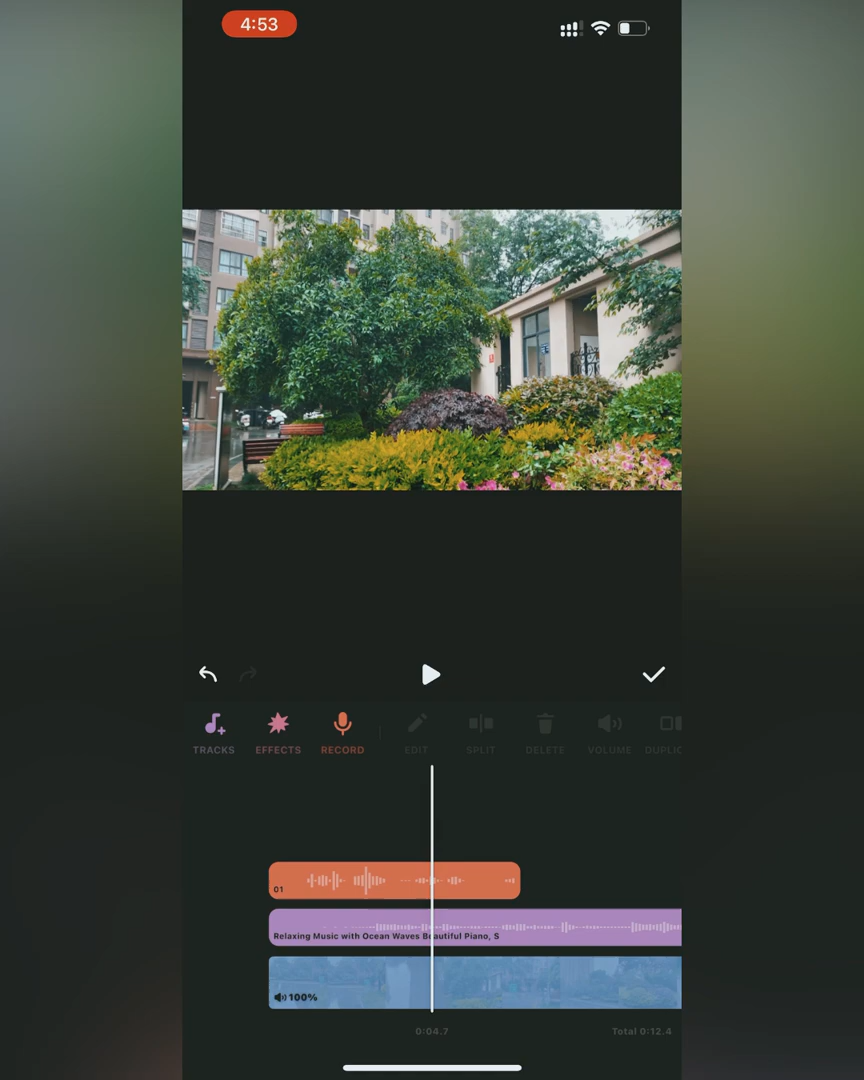 4:53
TRACKS
EFFECTS
RECORD
EDIT
SPLIT
DELETE
VOLUME
DUPLIC
01
Relaxing Music with Ocean Waves Beautiful Piano, S
100%
0:04.7
Total 0:12.4